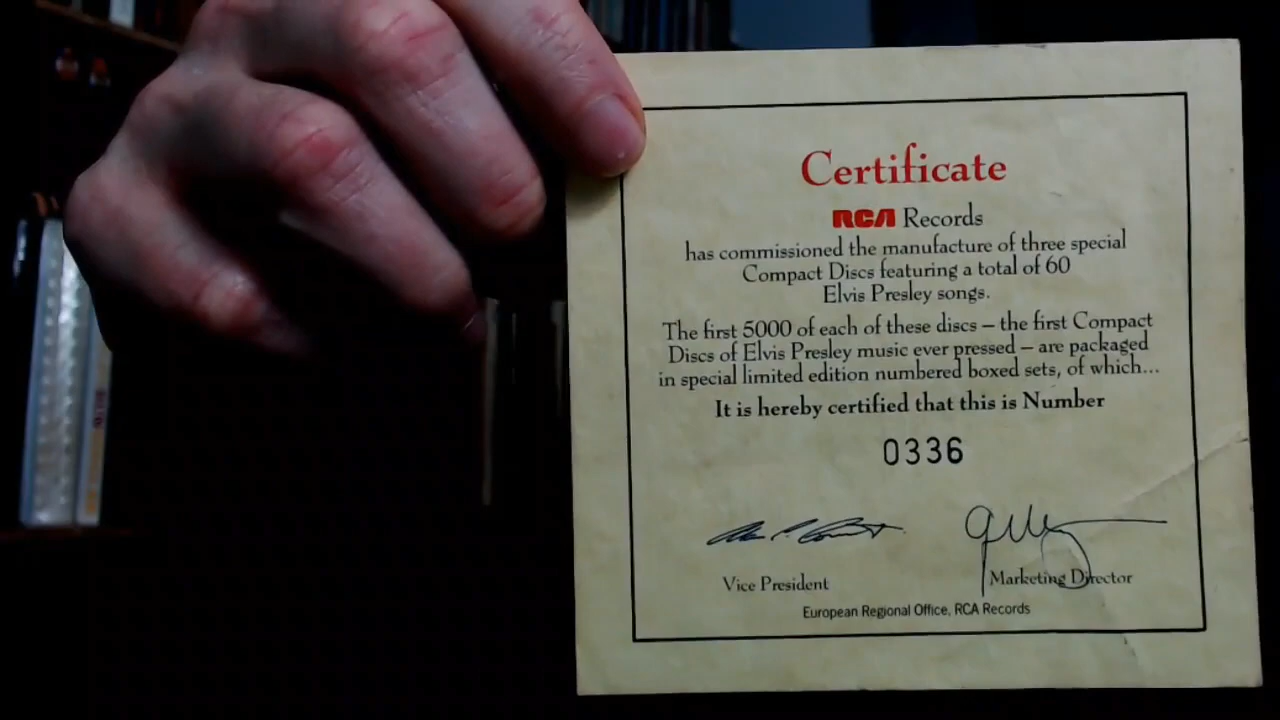 Certificate
RCA Records
has commissioned the manufacture of three special
Compact Discs featuring a total of 60
Elvis Presley songs.
The first 5000 of each of these discs – the first Compact
Discs of Elvis Presley music ever pressed – are packaged
in special limited edition numbered boxed sets, of which...
It is hereby certified that this is Number
0336
Vice President
Marketing Director
European Regional Office, RCA Records